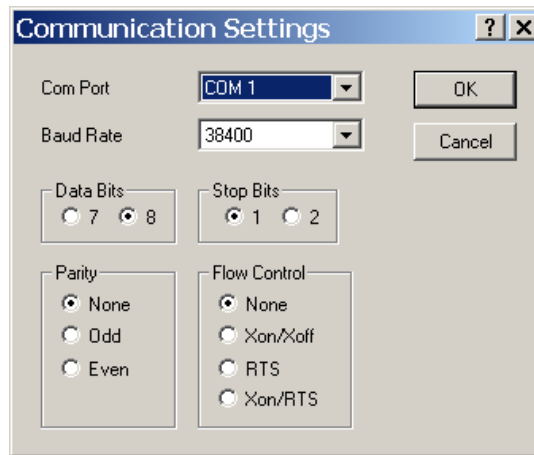 Communication Settings ? X
Com Port COM 1 OK
Baud Rate 38400 Cancel
Data Bits Stop Bits
7 8 1 2
Parity Flow Control
None None
Odd Xon/Xoff
Even RTS
Xon/RTS